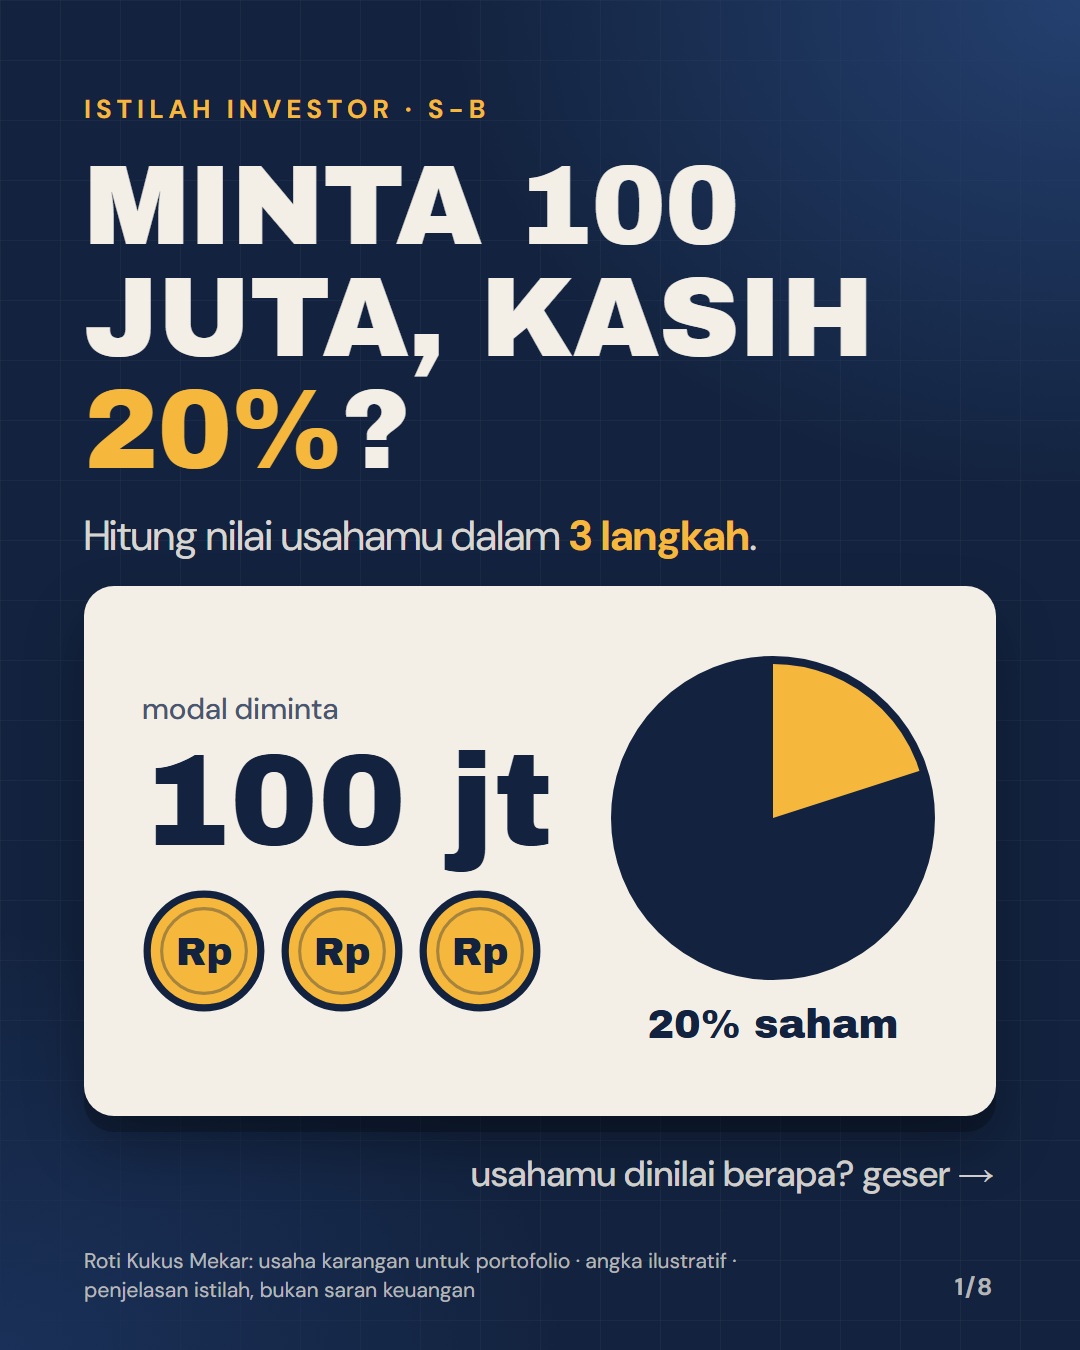 ISTILAH INVESTOR · S-B
MINTA 100
JUTA, KASIH
20%?
Hitung nilai usahamu dalam 3 langkah.
modal diminta
100 jt
Rp Rp Rp
20% saham
usahamu dinilai berapa? geser →
Roti Kukus Mekar: usaha karangan untuk portofolio · angka ilustratif ·
penjelasan istilah, bukan saran keuangan
1/8